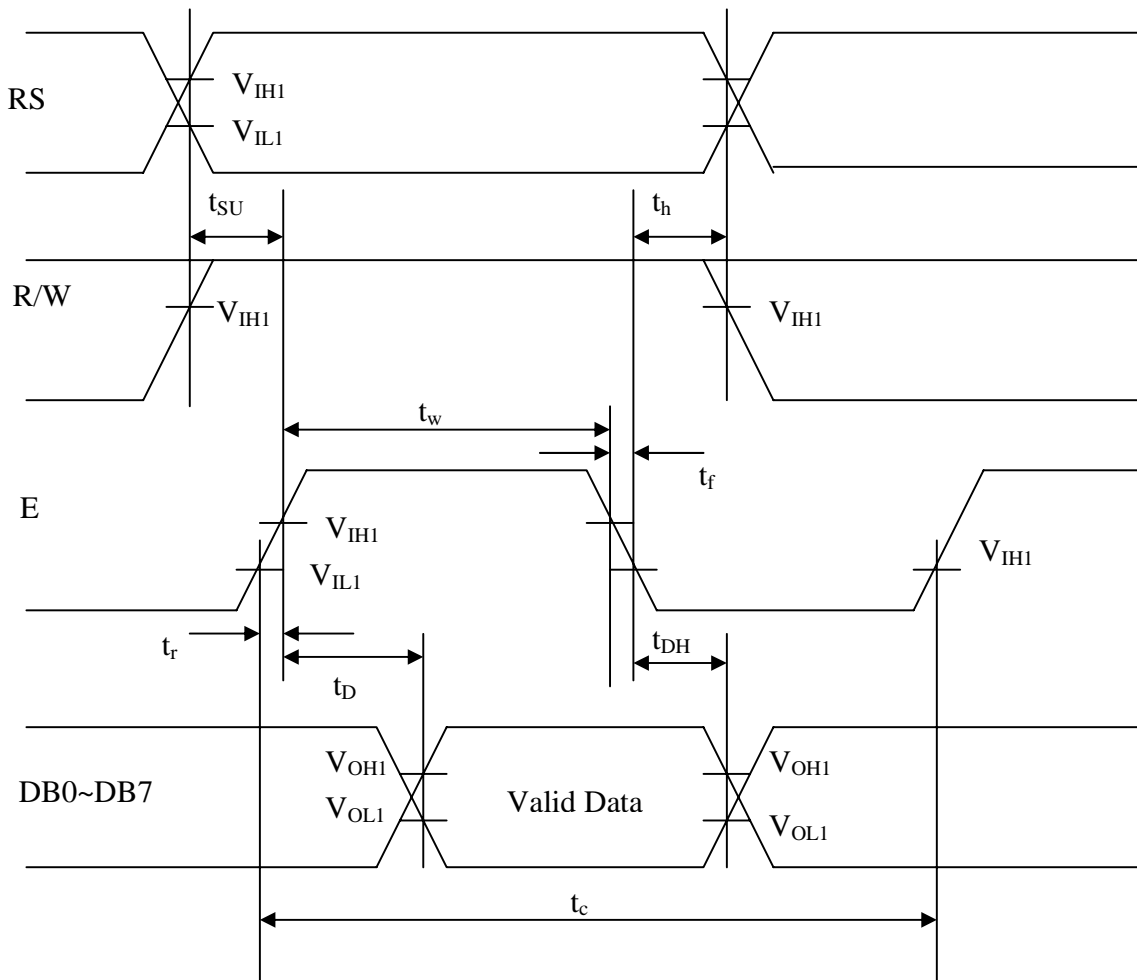 RS
V_IH1
V_IL1
t_SU
t_h
R/W
V_IH1
V_IH1
t_w
t_f
E
V_IH1
V_IL1
V_IH1
t_r
t_D
t_DH
DB0~DB7
V_OH1
V_OL1
Valid Data
V_OH1
V_OL1
t_c